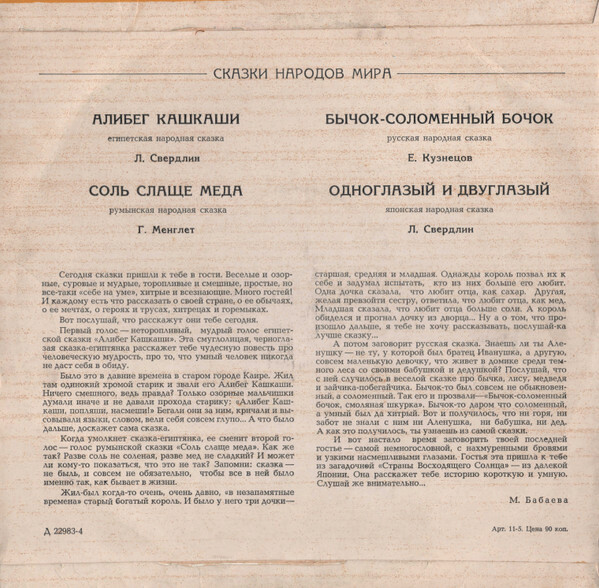 СКАЗКИ НАРОДОВ МИРА
АЛИБЕГ КАШКАШИ
египетская народная сказка
Л. Свердлин
СОЛЬ СЛАЩЕ МЕДА
румынская народная сказка
Г. Менглет
БЫЧОК-СОЛОМЕННЫЙ БОЧОК
русская народная сказка
Е. Кузнецов
ОДНОГЛАЗЫЙ И ДВУГЛАЗЫЙ
японская народная сказка
Л. Свердлин
Сегодня сказки пришли к тебе в гости. Веселые и озор-
ные, суровые и мудрые, торопливые и смешные, простые, но
все-таки «себе на уме», хитрые и всезнающие. Много гостей!
И каждому есть что рассказать о своей стране, о ее обычаях,
о ее мечтах, о героях и трусах, хитрецах и горемыках.
Вот послушай, что расскажут они тебе сегодня.
Первый голос — неторопливый, мудрый голос египет-
ской сказки «Алибег Кашкаши». Эта смуглолицая, черногла-
зая сказка-египтянка расскажет тебе чудесную повесть про
человеческую мудрость, про то, что умный человек никогда
не даст себя в обиду.
Было это в давние времена в старом городе Каире. Жил
там одинокий хромой старик и звали его Алибег Кашкаши.
Ничего смешного, ведь правда? Только озорные мальчишки
думали иначе и не давали прохода старику: «Алибег Каш-
каши, попляши, насмеши!» Бегали они за ним, кричали и вы-
совывали языки, словом, вели себя совсем глупо... А что было
дальше, доскажет сама сказка.
Когда умолкнет сказка-египтянка, ее сменит второй го-
лос — голос румынской сказки «Соль слаще меда». Как же
так? Разве соль не соленая, разве мед не сладкий? И может
ли кому-то показаться, что это не так? Запомни: сказка —
не быль, и совсем не обязательно, чтобы все в ней было
именно так, как бывает в жизни.
Жил-был когда-то очень, очень давно, «в незапамятные
времена» старый богатый король. И было у него три дочки—
старшая, средняя и младшая. Однажды король позвал их к
себе и задумал испытать, кто из них больше его любит.
Одна дочка сказала, что любит отца, как сахар. Другая,
желая превзойти сестру, ответила, что любит отца, как мед.
Младшая сказала, что любит отца больше соли. А король
обиделся и прогнал дочку из дворца... Ну а о том, что про-
изошло дальше, я тебе не хочу рассказывать, послушай-ка
лучше сказку...
А потом заговорит русская сказка. Знаешь ли ты Але-
нушку — не ту, у которой был братец Иванушка, а другую,
совсем маленькую девочку, что живет в домике среди тем-
ного леса со своими бабушкой и дедушкой? Послушай, что
с ней случилось в веселой сказке про бычка, лису, медведя
и зайчика-побегайчика. Бычок-то был совсем не обыкновен-
ный, а соломенный. Так его и прозвали—«Бычок-соломенный
бочок, смоляная шкурка». Бычок-то даром что соломенный,
а умный был да хитрый. Вот и получилось, что ни горя, ни
забот не знали с ним ни Аленушка, ни бабушка, ни дед.
А как это получилось, ты узнаешь из самой сказки.
И вот настало время заговорить твоей последней
гостье — самой немногословной, с нахмуренными бровями
и узкими насмешливыми глазами. Гостья эта пришла к тебе
из загадочной «Страны Восходящего Солнца» — из далекой
Японии. Она расскажет тебе историю короткую и умную.
Слушай же внимательно...
М. Бабаева
Д 22983-4
Арт. 11-5. Цена 90 коп.